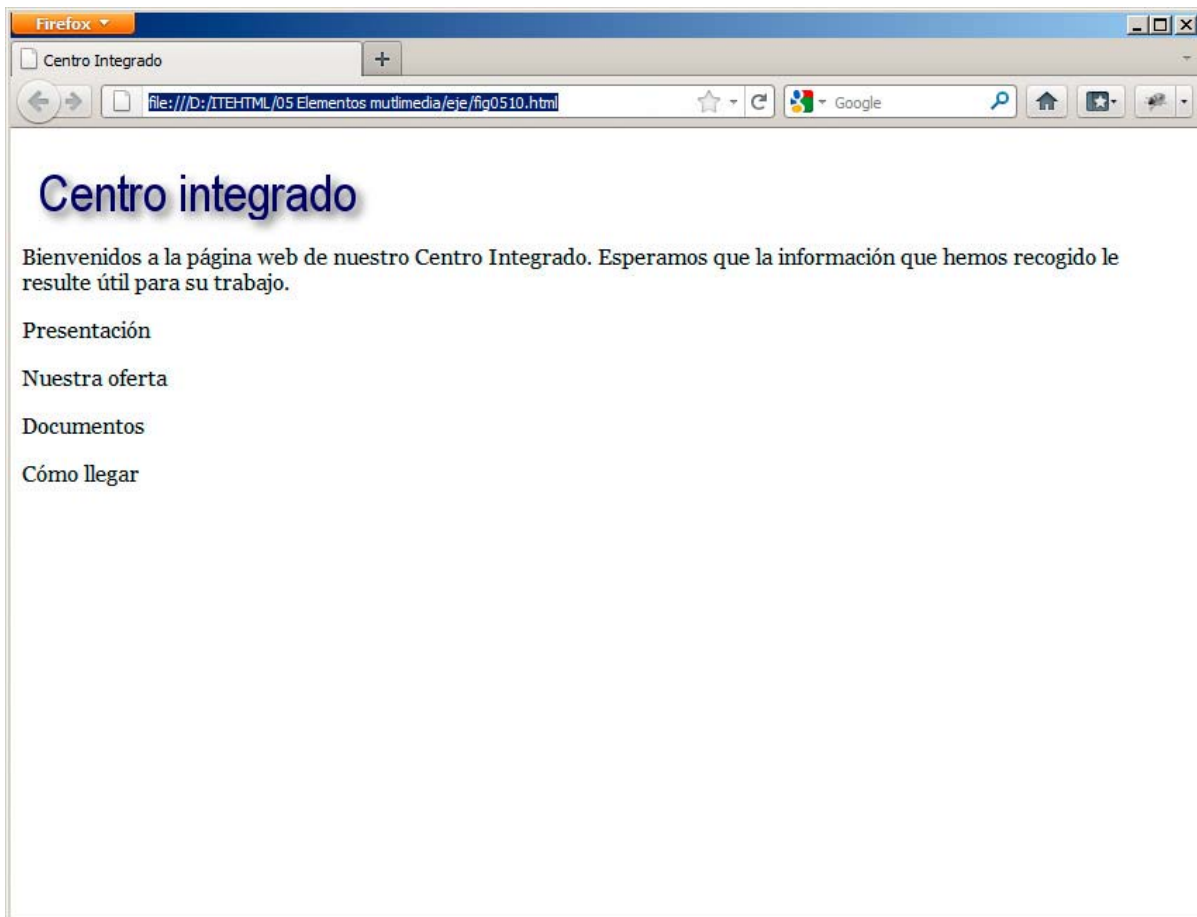 Firefox
Centro Integrado
file:///D:/ITEHTML/05 Elementos mutlimedia/eje/fig0510.html
Google
Centro integrado
Bienvenidos a la página web de nuestro Centro Integrado. Esperamos que la información que hemos recogido le
resulte útil para su trabajo.
Presentación
Nuestra oferta
Documentos
Cómo llegar